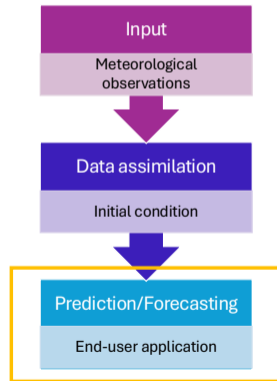 Input
Meteorological
observations
Data assimilation
Initial condition
Prediction/Forecasting
End-user application